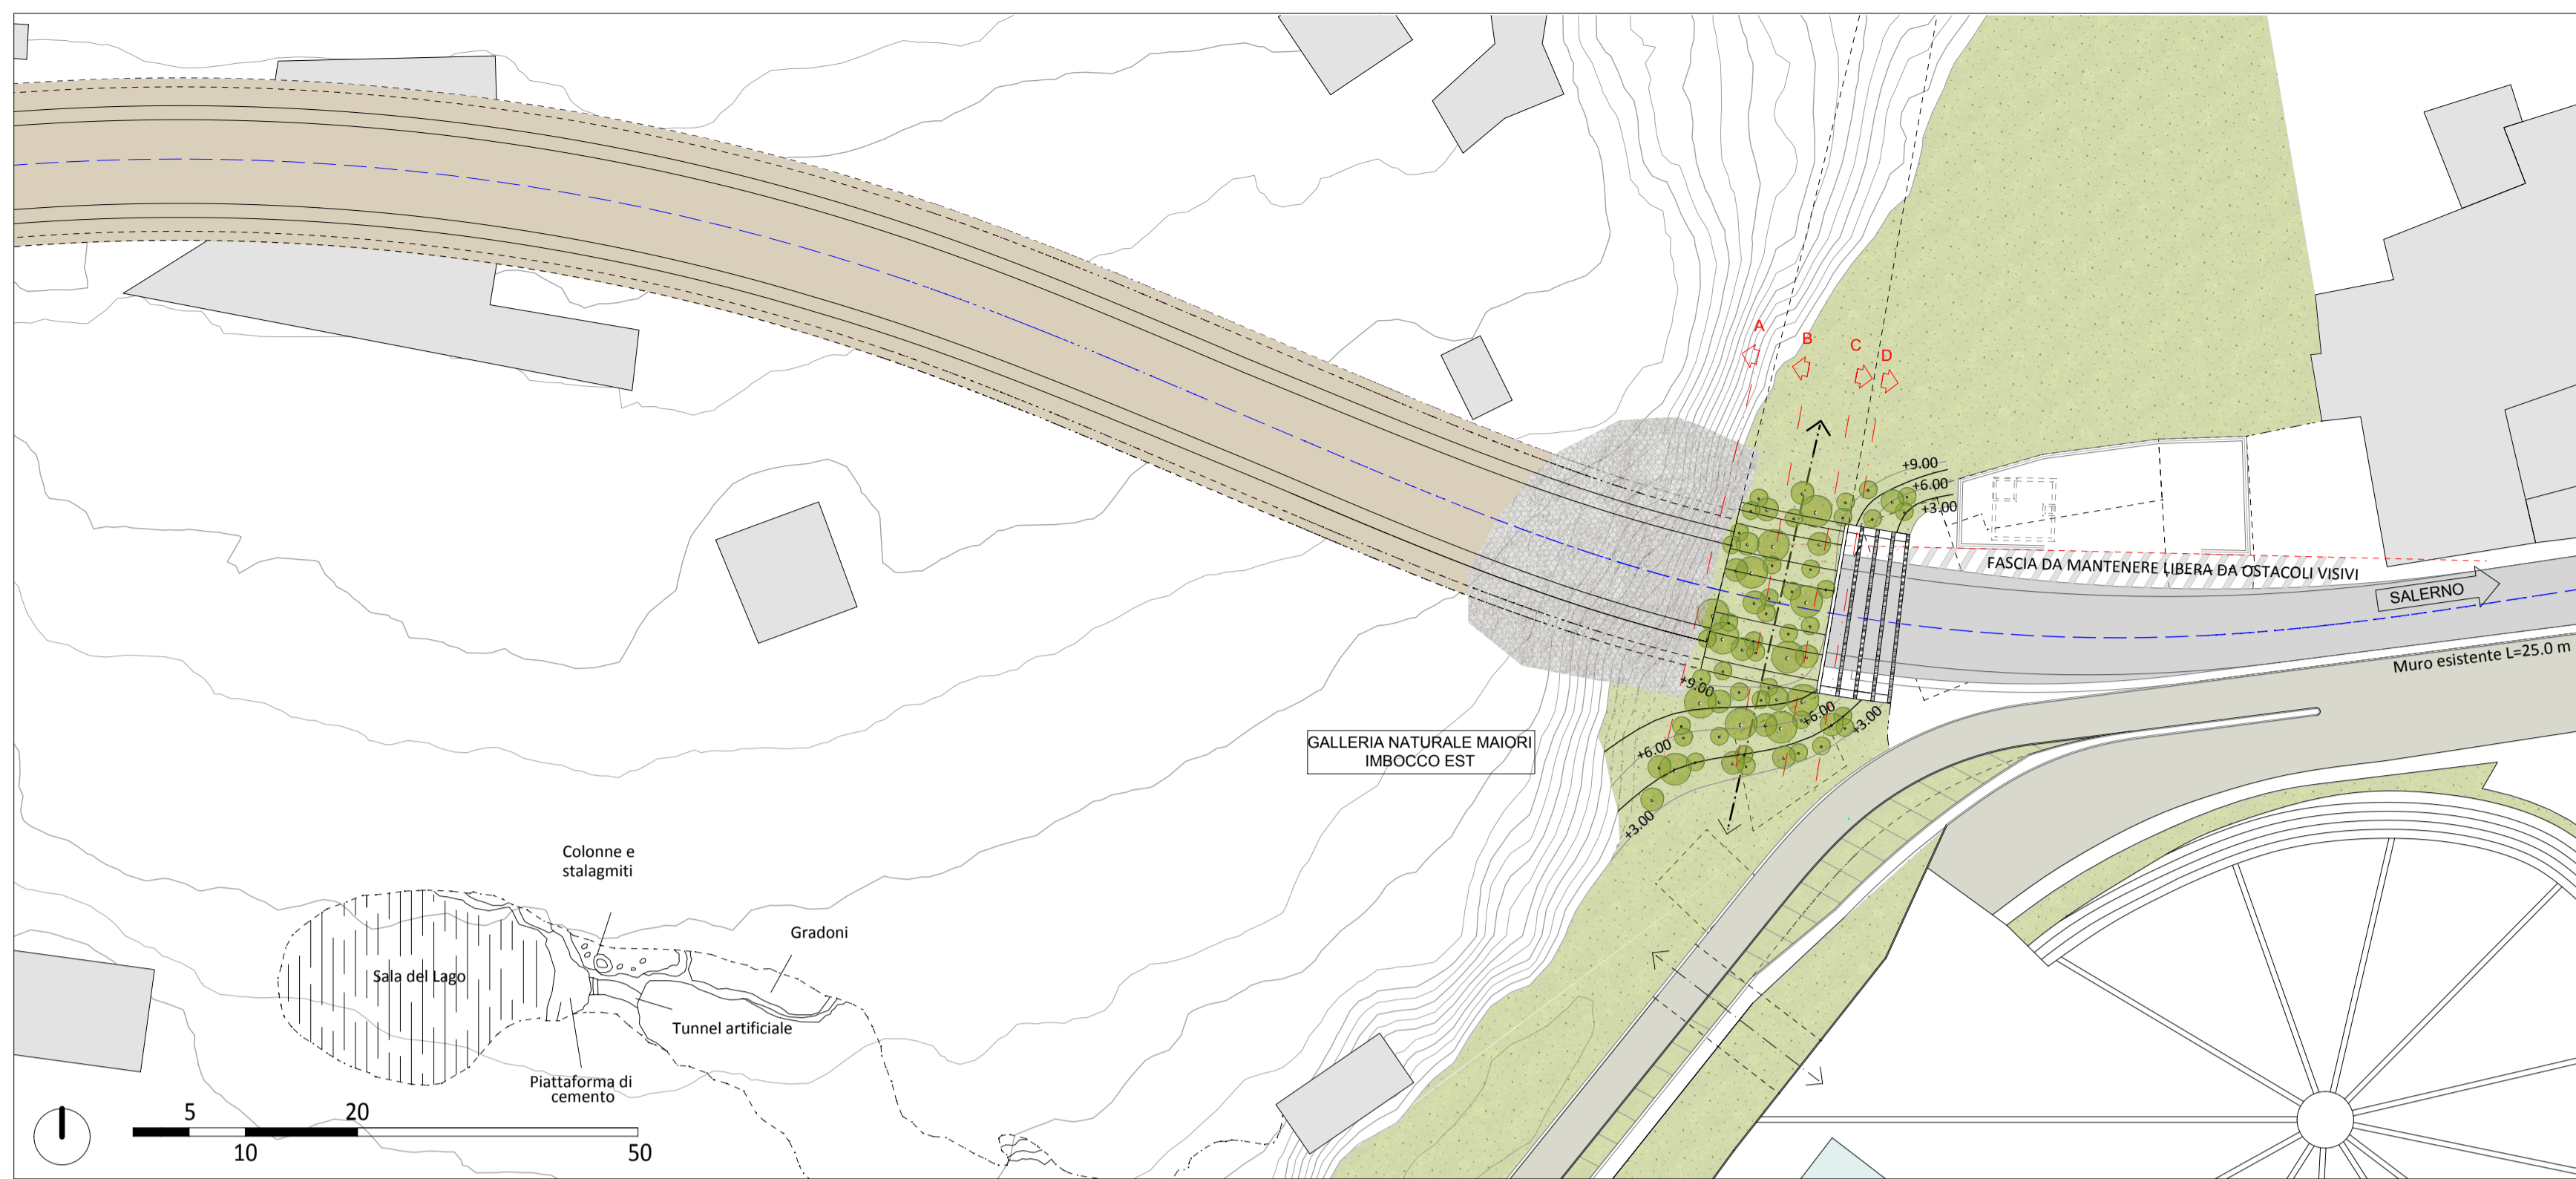 A
B
C
D
+9.00
+6.00
+3.00
FASCIA DA MANTENERE LIBERA DA OSTACOLI VISIVI
SALERNO
Muro esistente L=25.0 m
+9.00
+6.00
+3.00
+6.00
+3.00
GALLERIA NATURALE MAIORI
IMBOCCO EST
Colonne e
stalagmiti
Gradoni
Sala del Lago
Tunnel artificiale
Piattaforma di
cemento
5
20
10
50